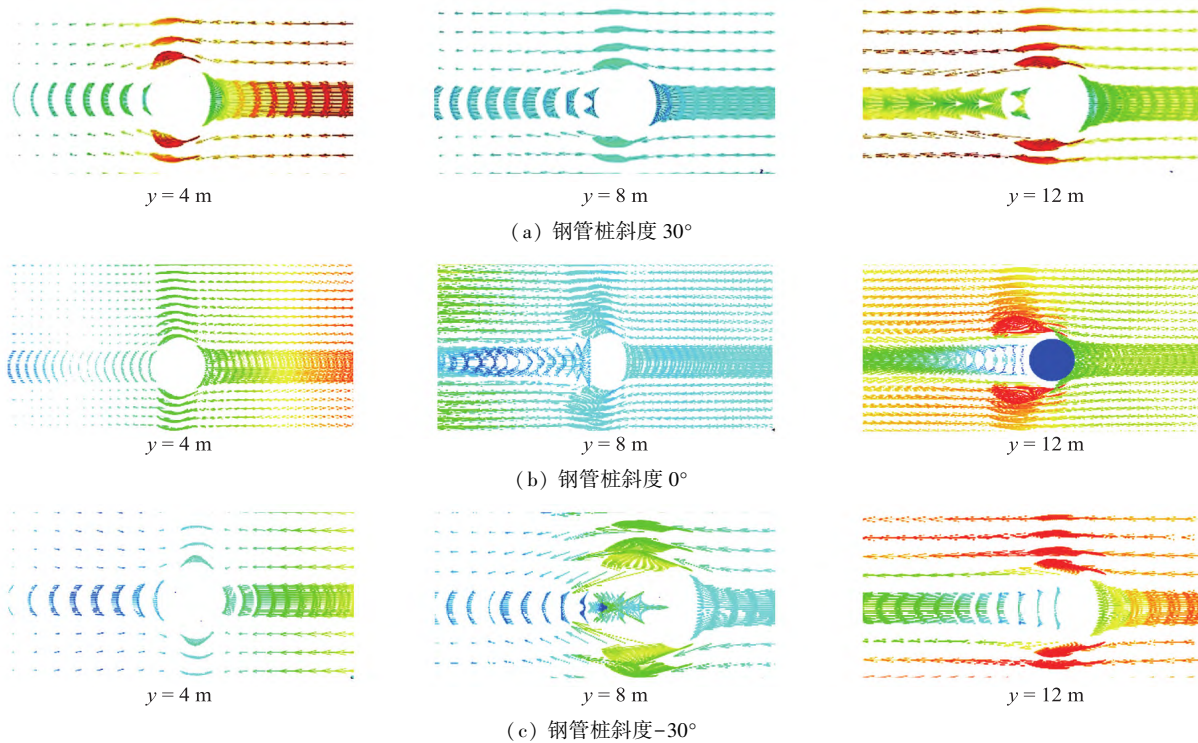 y = 4 m
y = 8 m
y = 12 m
(a) 钢管桩斜度 30°
y = 4 m
y = 8 m
y = 12 m
(b) 钢管桩斜度 0°
y = 4 m
y = 8 m
y = 12 m
(c) 钢管桩斜度-30°